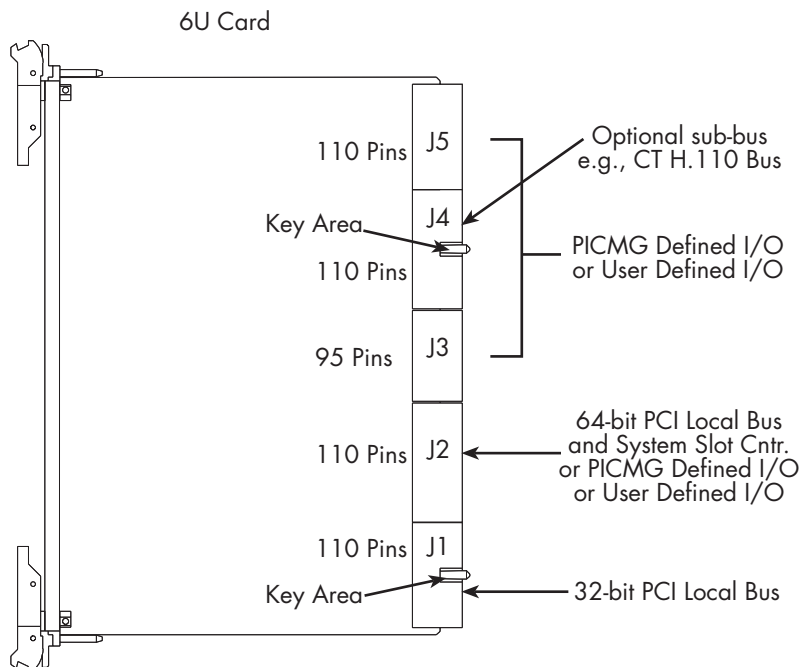 6U Card
110 Pins
J5
Optional sub-bus
e.g., CT H.110 Bus
J4
Key Area
110 Pins
PICMG Defined I/O
or User Defined I/O
95 Pins
J3
110 Pins
J2
64-bit PCI Local Bus
and System Slot Cntr.
or PICMG Defined I/O
or User Defined I/O
110 Pins
J1
Key Area
32-bit PCI Local Bus